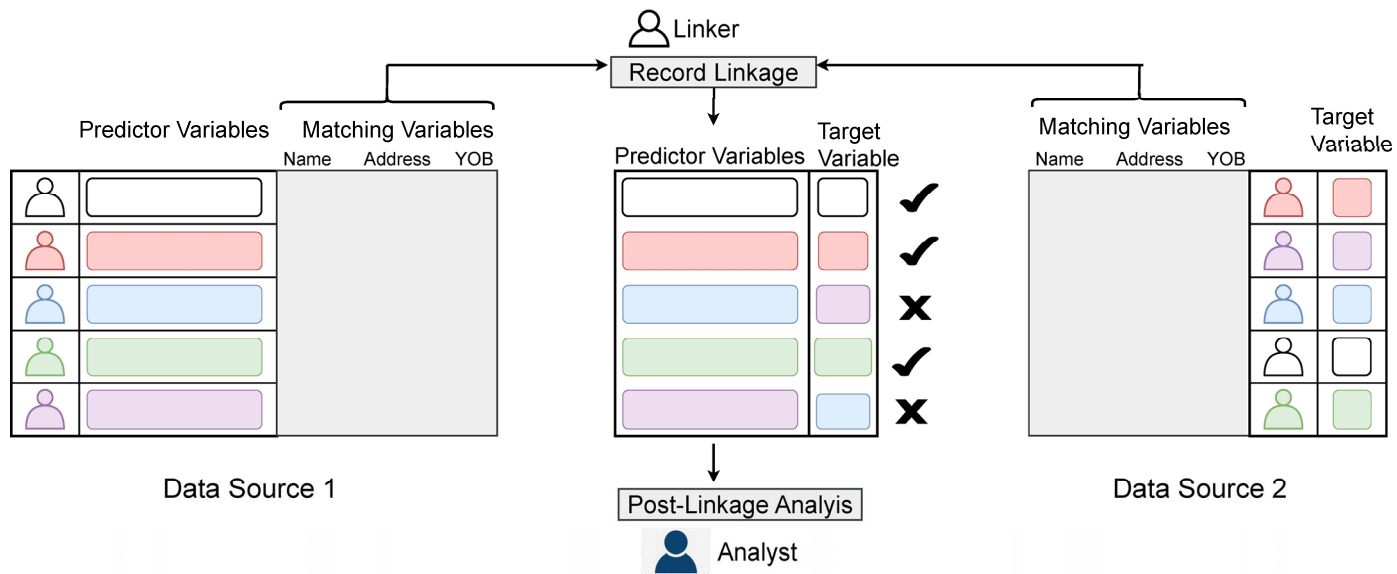 Linker
Record Linkage
Predictor Variables
Matching Variables
Name Address YOB
Predictor Variables
Target
Variable
Matching Variables
Name Address YOB
Target
Variable
Data Source 1
Data Source 2
Post-Linkage Analyis
Analyst